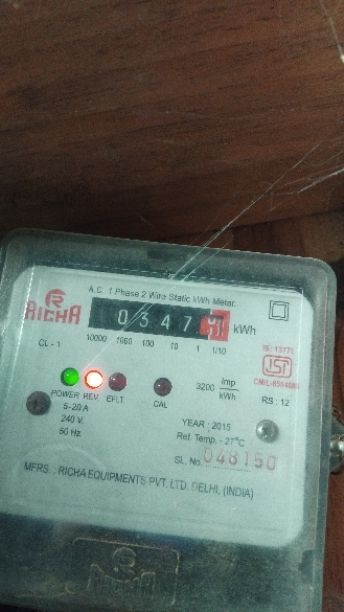 A.C. 1 Phase 2 Wire Static kWh Meter.
RICHA
0347 kWh
10000 1000 100 10 1 1/10
CL - 1
IS : 13779
ISI
3200 Imp/kWh
POWER REV EFLT CAL
RS : 12
5-20 A
240 V
50 Hz
YEAR : 2015
Ref. Temp. - 27°C
SL. No. 048150
MFRS. : RICHA EQUIPMENTS PVT. LTD. DELHI, (INDIA)
RICHA